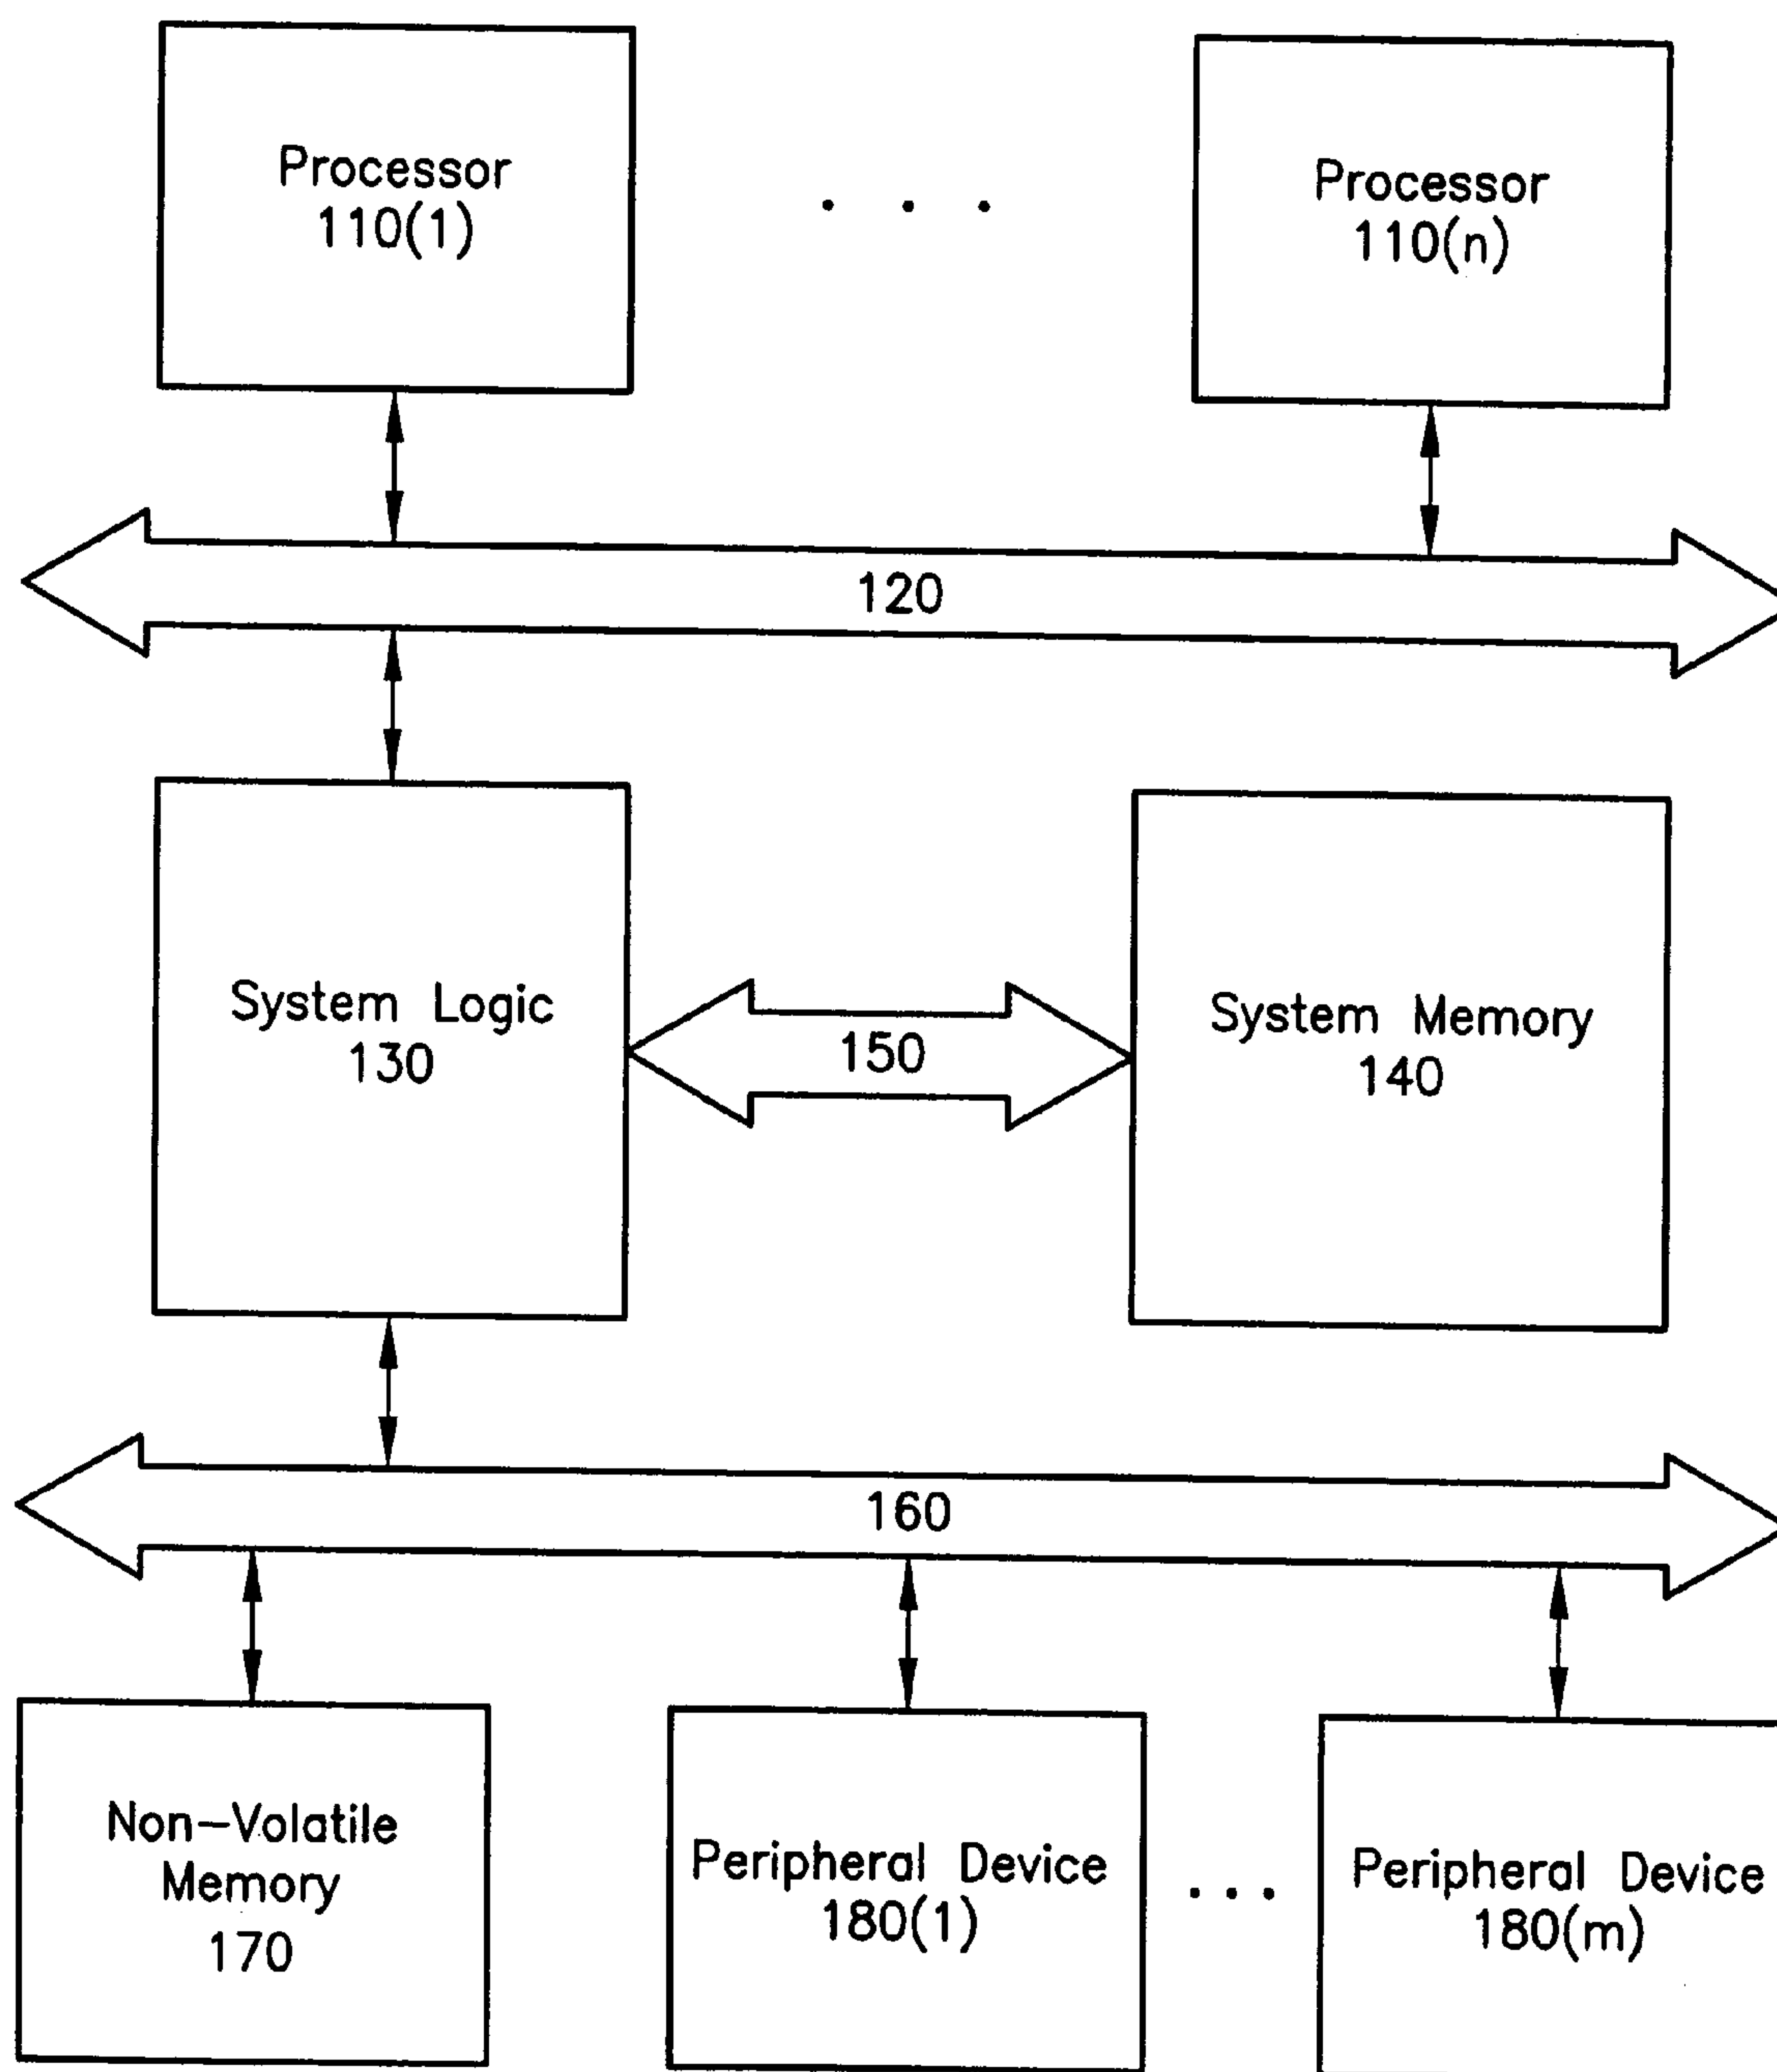 Processor
110(1)
. . .
Processor
110(n)
120
System Logic
130
150
System Memory
140
160
Non-Volatile
Memory
170
Peripheral Device
180(1)
...
Peripheral Device
180(m)